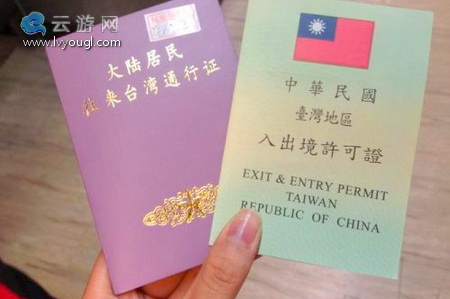 云游网
www.lvyougl.com
大陆居民
往来台湾通行证
中華民國
臺灣地區
入出境許可證
EXIT & ENTRY PERMIT
TAIWAN
REPUBLIC OF CHINA